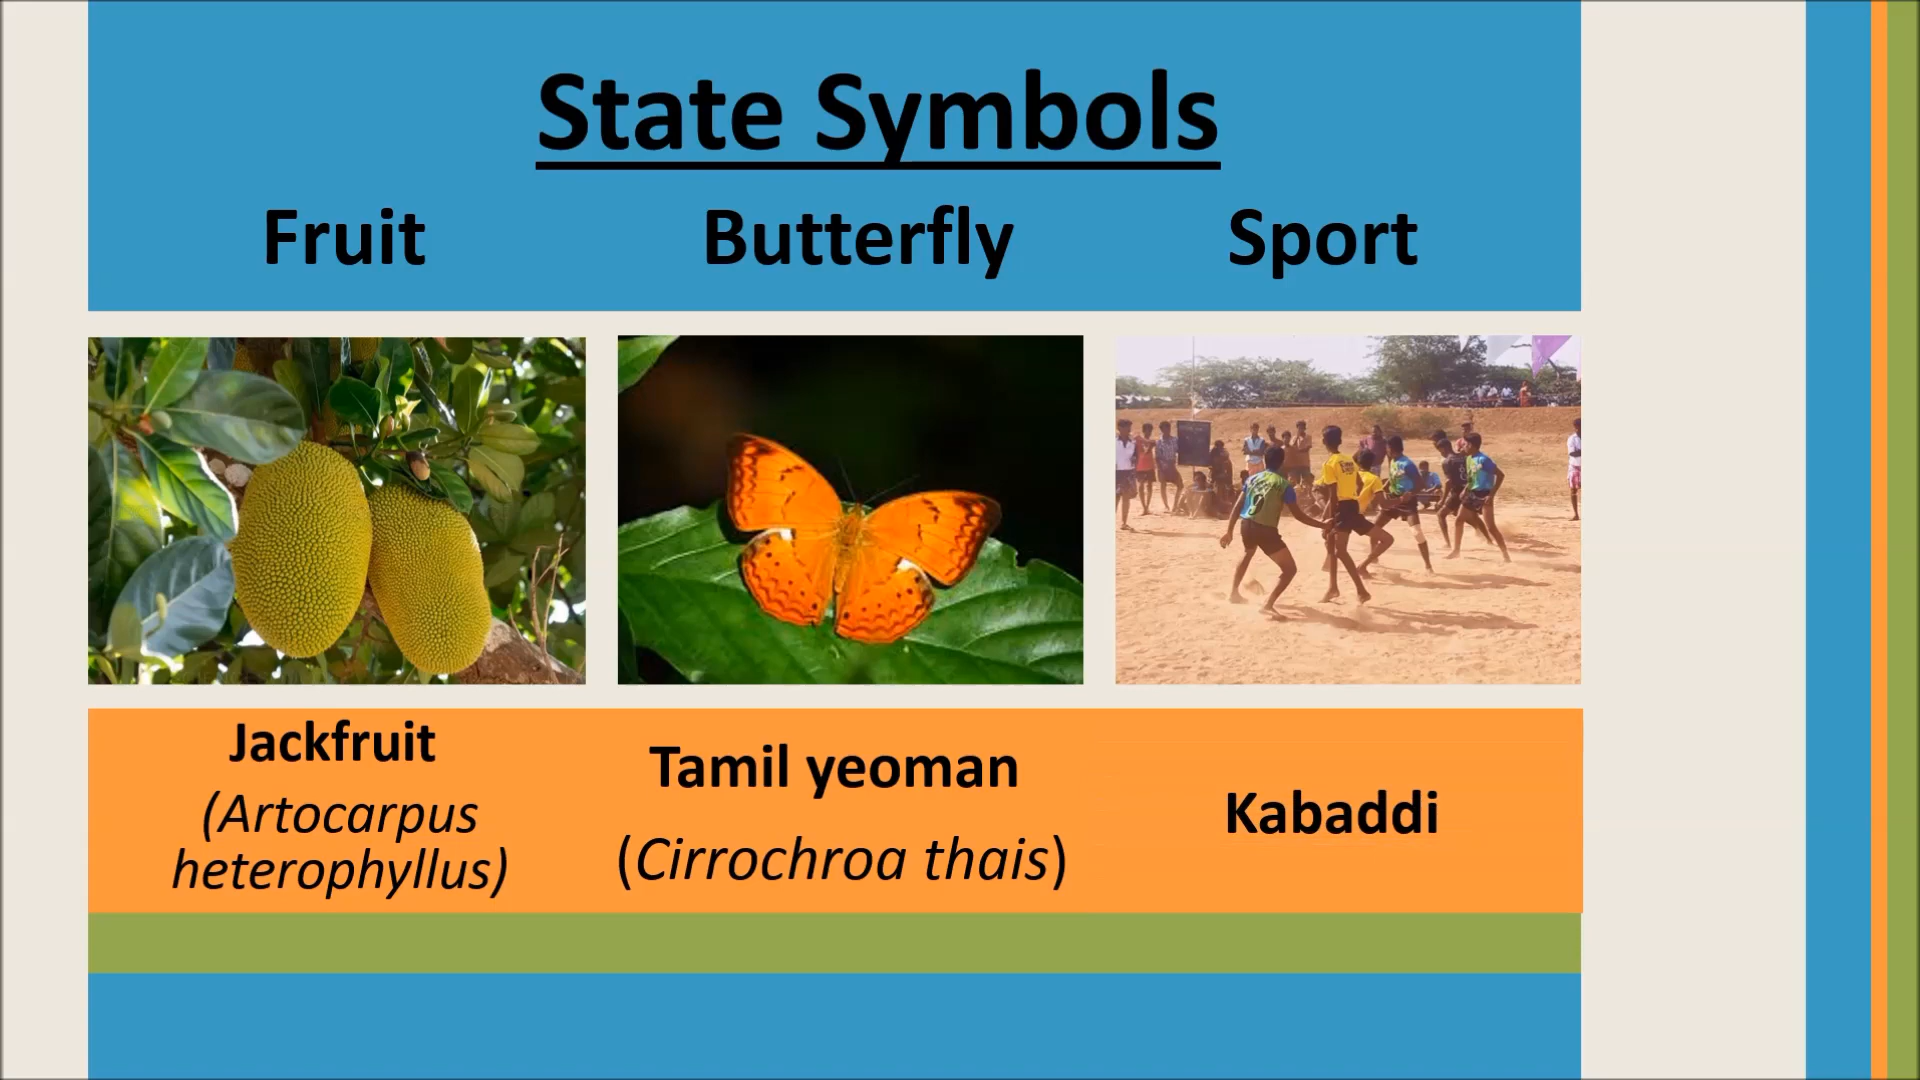 State Symbols
Fruit Butterfly Sport
Jackfruit
(Artocarpus
heterophyllus)
Tamil yeoman
(Cirrochroa thais)
Kabaddi